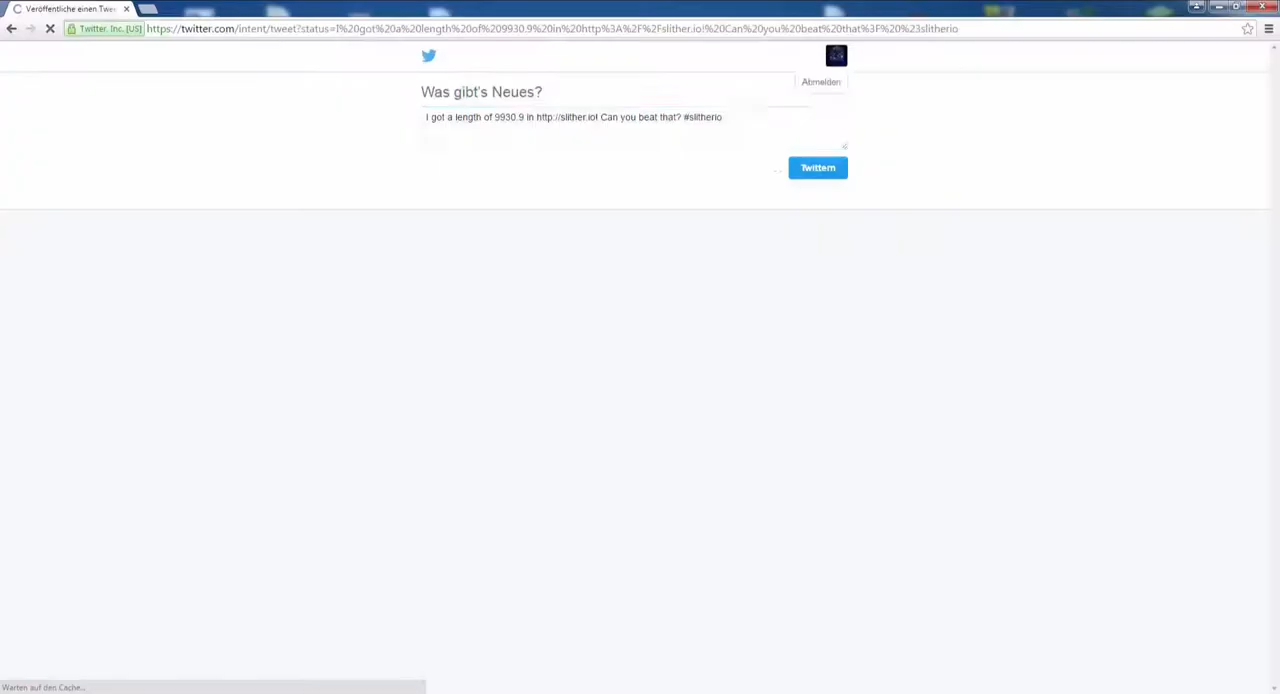 Veröffentliche einen Twe
Twitter, Inc. [US] https://twitter.com/intent/tweet?status=I%20got%20a%20length%20of%209930.9%20in%20http%3A%2F%2Fslither.io!%20Can%20you%20beat%20that%3F%20%23slitherio
Abmelden
Was gibt's Neues?
I got a length of 9930.9 in http://slither.io! Can you beat that? #slitherio
Twittern
Warten auf den Cache...